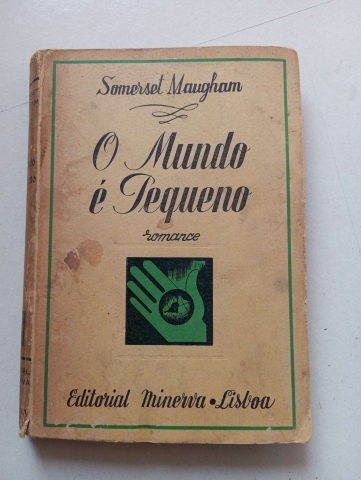 Somerset Maugham
O Mundo
é Pequeno
romance
Editorial Minerva • Lisboa